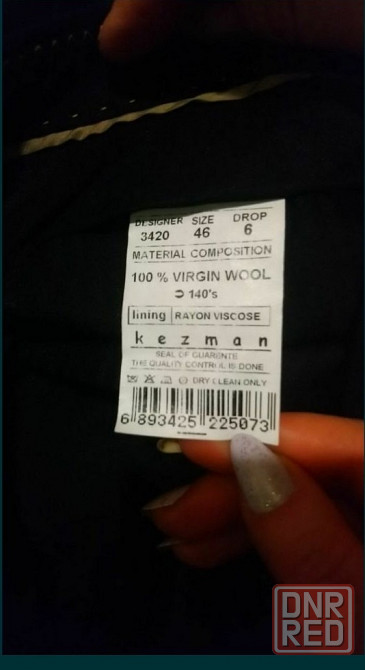 DESIGNER SIZE DROP
3420 46 6
MATERIAL COMPOSITION
100 % VIRGIN WOOL
140's
lining RAYON VISCOSE
kezman
SEAL OF GUARENTE
THE QUALITY CONTROL IS DONE
DRY CLEAN ONLY
6 893425 225073
DNR
RED